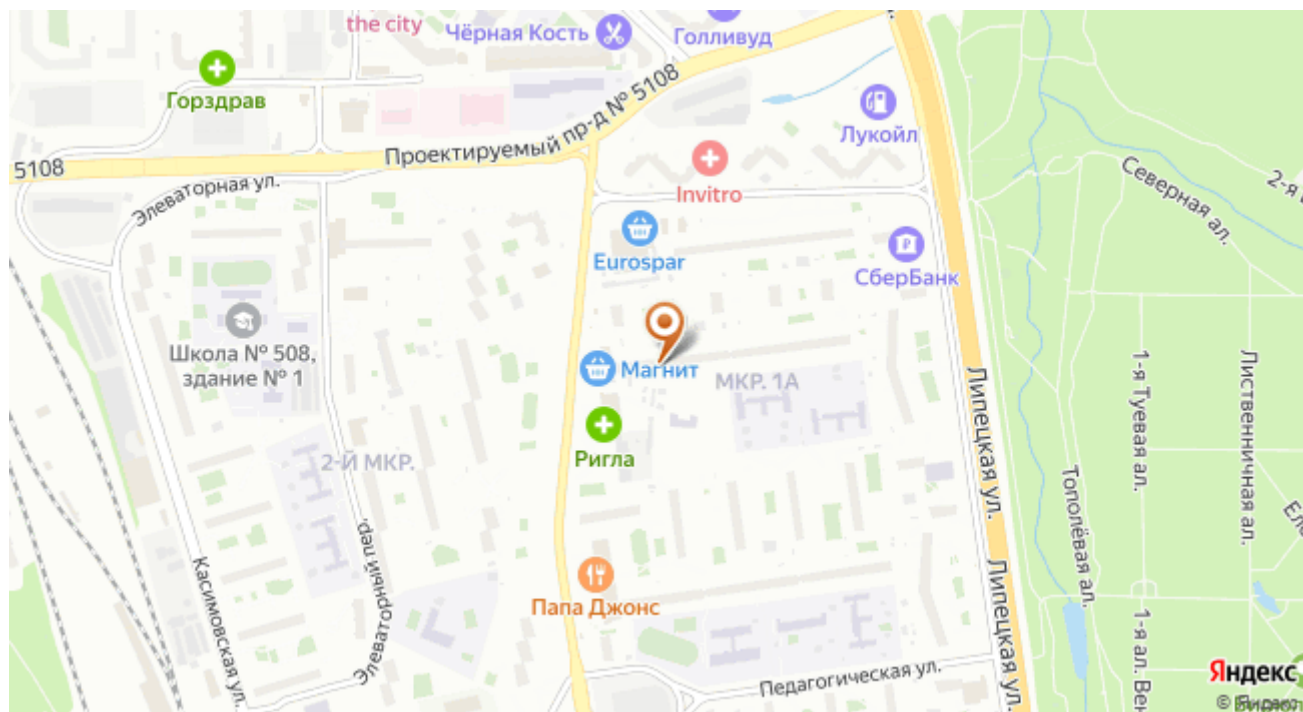 the city
Чёрная Кость
Голливуд
Горздрав
Проектируемый пр-д № 5108
5108
Лукойл
Invitro
Элеваторная ул.
Северная ал.
2-я
Eurospar
СберБанк
Школа № 508,
здание № 1
Магнит
МКР. 1А
Липецкая ул.
1-я Туевая ал.
Лиственничная ал.
Ригла
2-Й МКР.
Тополёвая ал.
Касимовская ул.
Элеваторный пер.
Папа Джонс
Липецкая ул.
1-я ал. Вен
Педагогическая ул.
Яндекс
© Яндекс